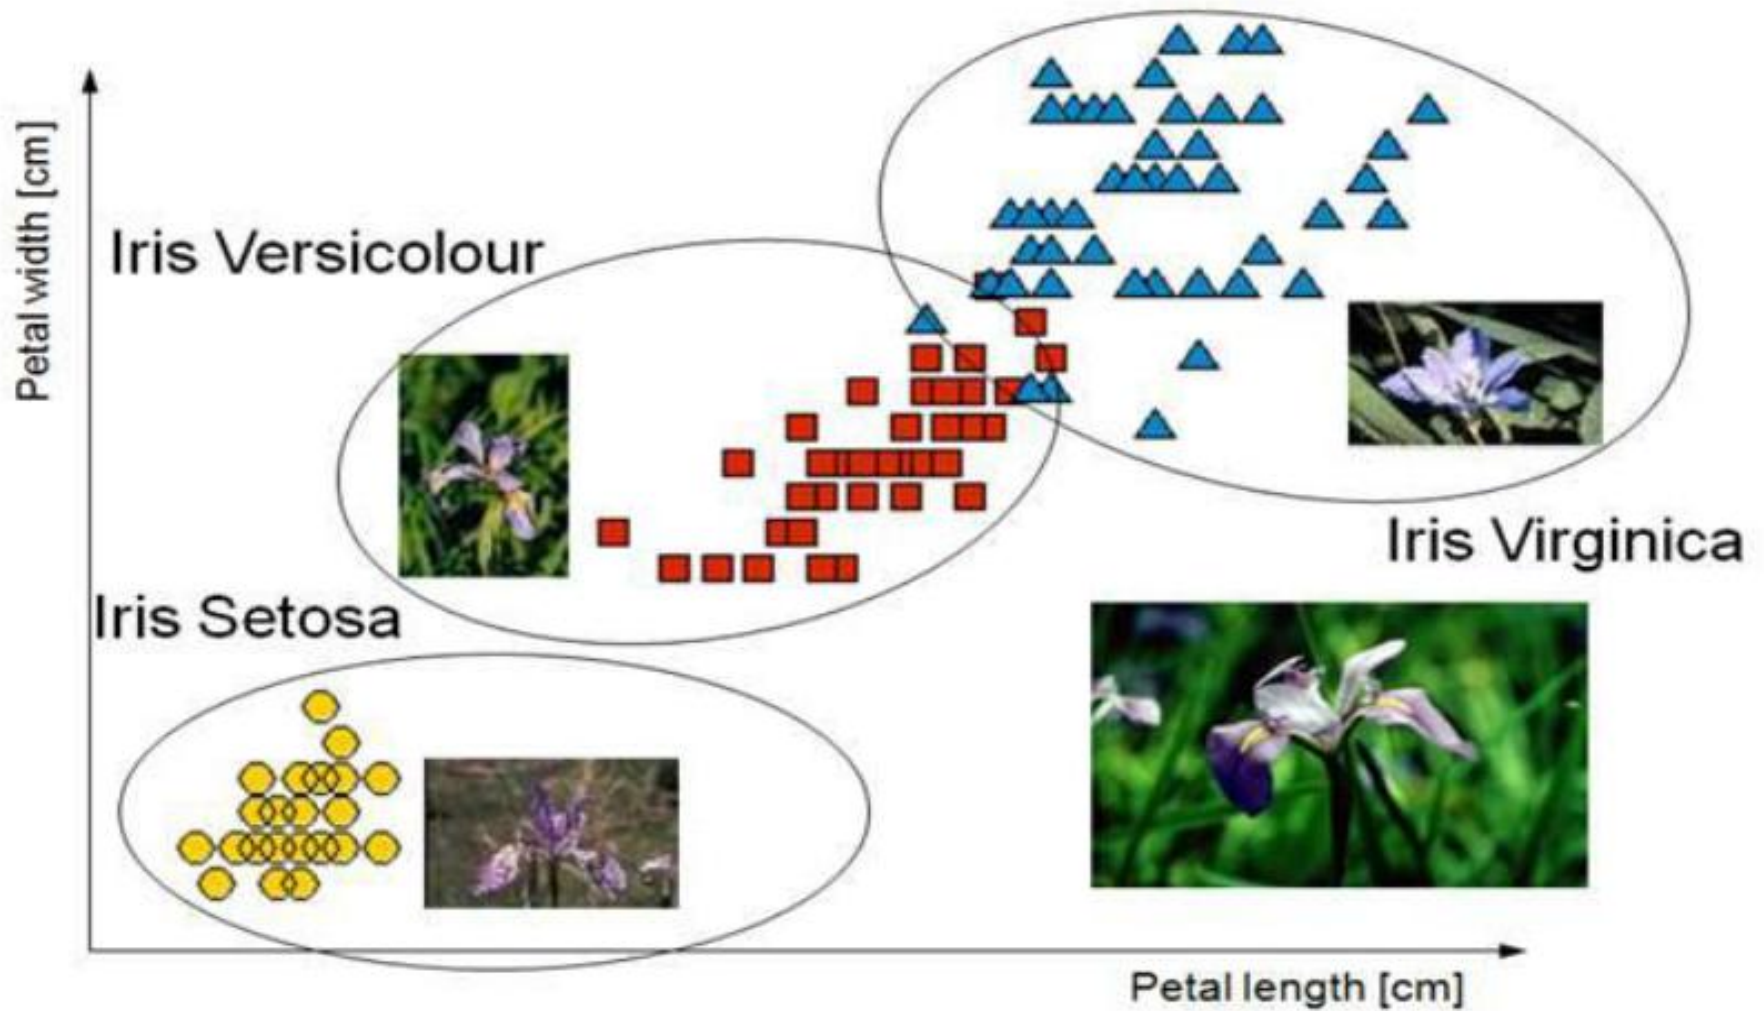 Petal width [cm]
Iris Versicolour
Iris Virginica
Iris Setosa
Petal length [cm]